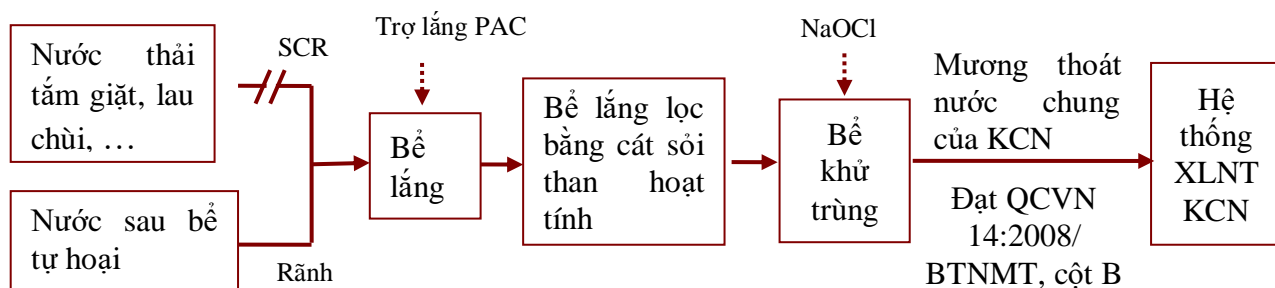 Nước thải
tắm giặt, lau
chùi, …
SCR
Nước sau bể
tự hoại
Rãnh
Trợ lắng PAC
Bể
lắng
Bể lắng lọc
bằng cát sỏi
than hoạt
tính
NaOCl
Bể
khử
trùng
Mương thoát
nước chung
của KCN
Đạt QCVN
14:2008/
BTNMT, cột B
Hệ
thống
XLNT
KCN